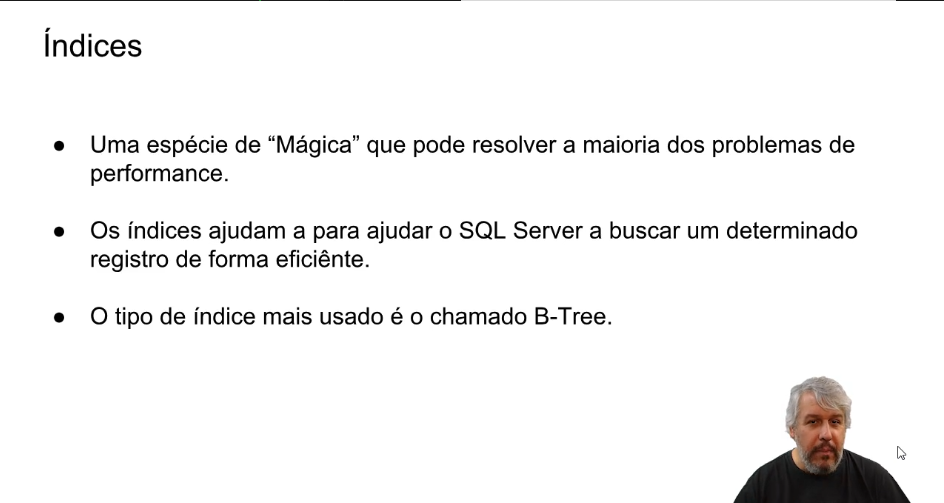 Índices
● Uma espécie de “Mágica” que pode resolver a maioria dos problemas de
performance.
● Os índices ajudam a para ajudar o SQL Server a buscar um determinado
registro de forma eficiênte.
● O tipo de índice mais usado é o chamado B-Tree.